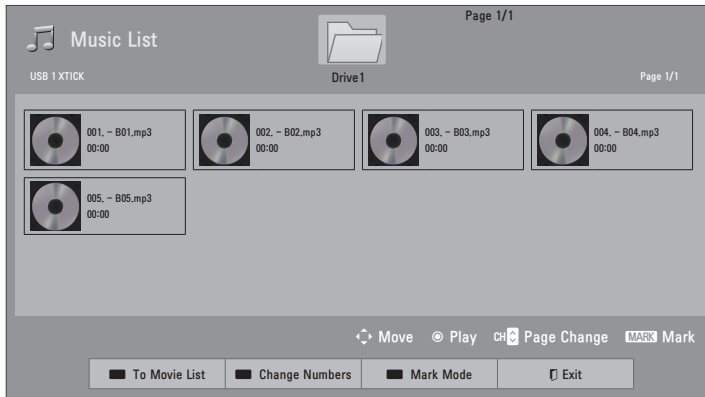 Page 1/1
Music List
USB 1 XTICK
Drive1
Page 1/1
001. - B01.mp3
00:00
002. - B02.mp3
00:00
003. - B03.mp3
00:00
004. - B04.mp3
00:00
005. - B05.mp3
00:00
Move Play CH Page Change MARK Mark
To Movie List Change Numbers Mark Mode Exit